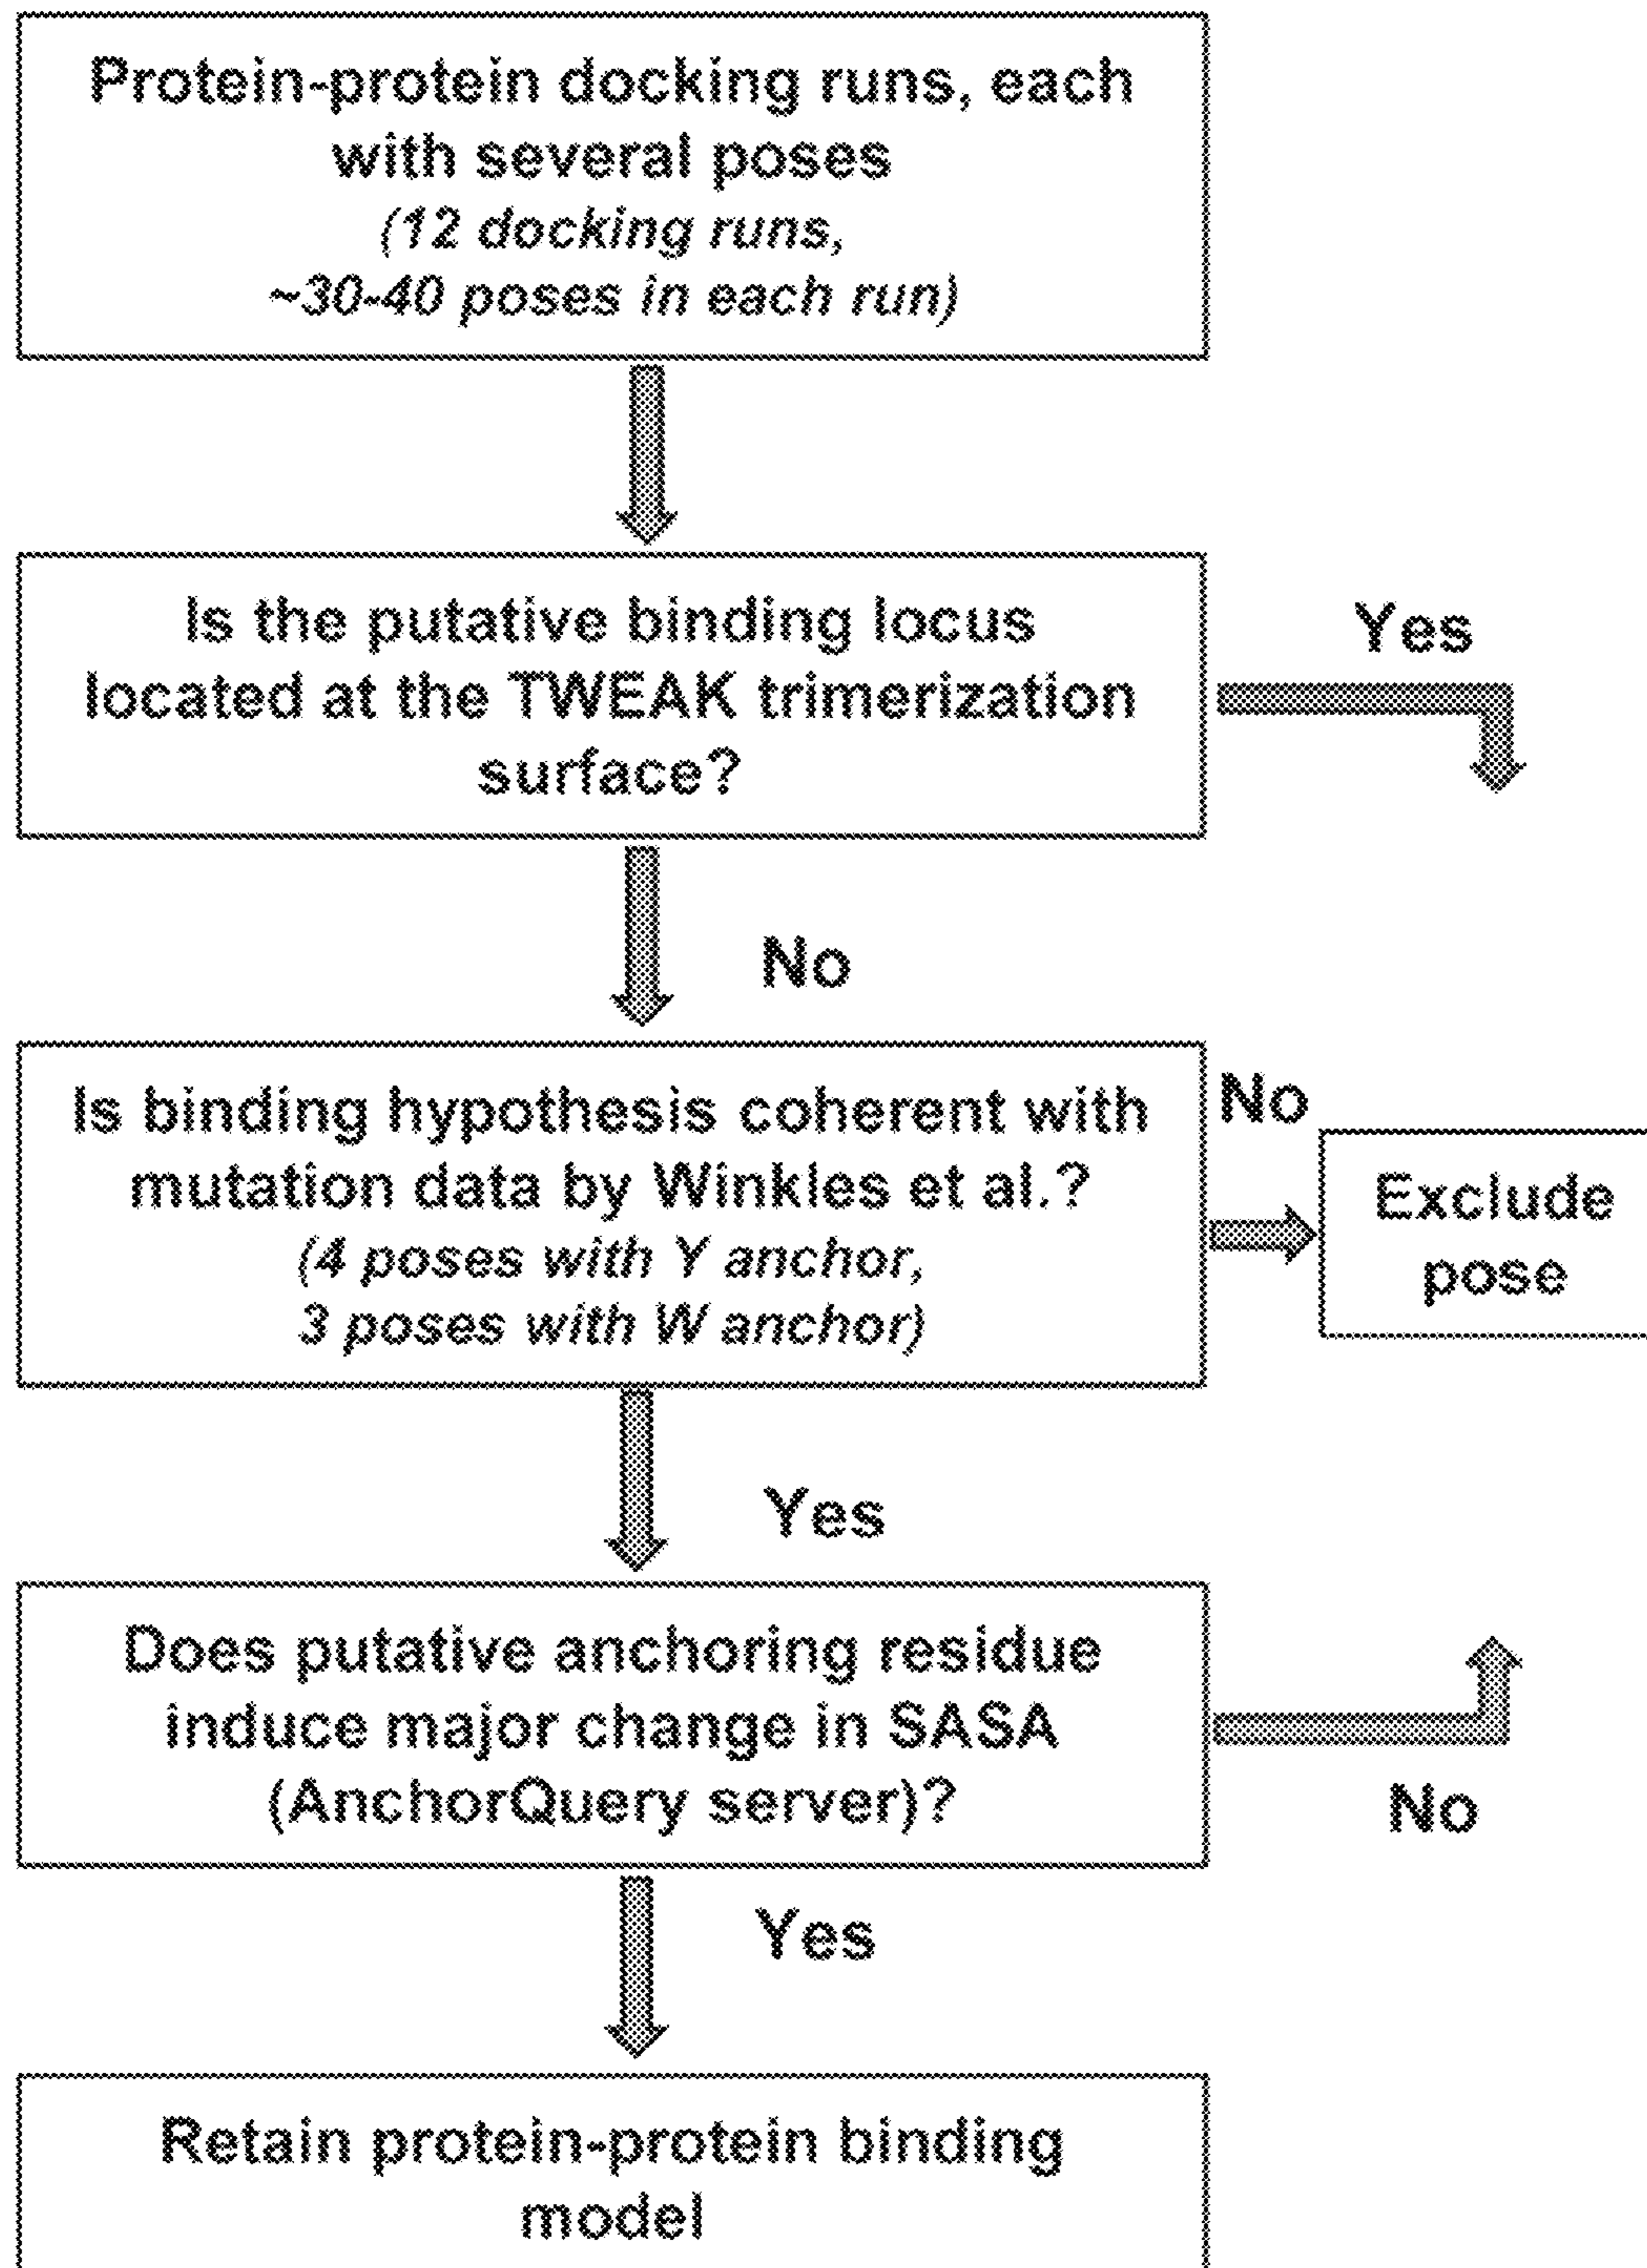 Protein-protein docking runs, each
with several poses
(12 docking runs,
~30-40 poses in each run)
Is the putative binding locus
located at the TWEAK trimerization
surface?
Yes
No
Is binding hypothesis coherent with
mutation data by Winkles et al.?
(4 poses with Y anchor,
3 poses with W anchor)
No
Exclude
pose
Yes
Does putative anchoring residue
induce major change in SASA
(AnchorQuery server)?
No
Yes
Retain protein-protein binding
model